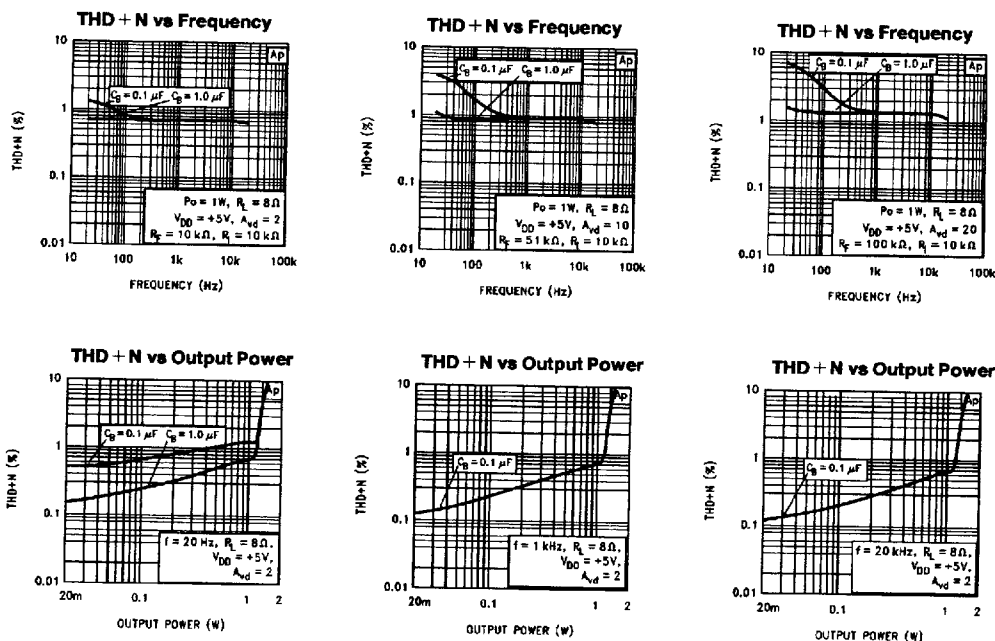 THD + N vs Frequency
Ap
10
1
0.1
0.01
THD+N (%)
C_B = 0.1 μF
C_B = 1.0 μF
Po = 1W, R_L = 8Ω
V_DD = +5V, A_vd = 2
R_F = 10 kΩ, R_I = 10 kΩ
10 100 1k 10k 100k
FREQUENCY (Hz)
THD + N vs Frequency
Ap
10
1
0.1
0.01
THD+N (%)
C_B = 0.1 μF
C_B = 1.0 μF
Po = 1W, R_L = 8Ω
V_DD = +5V, A_vd = 10
R_F = 51 kΩ, R_I = 10 kΩ
10 100 1k 10k 100k
FREQUENCY (Hz)
THD + N vs Frequency
Ap
10
1
0.1
0.01
THD+N (%)
C_B = 0.1 μF
C_B = 1.0 μF
Po = 1W, R_L = 8Ω
V_DD = +5V, A_vd = 20
R_F = 100 kΩ, R_I = 10 kΩ
10 100 1k 10k 100k
FREQUENCY (Hz)
THD + N vs Output Power
Ap
10
1
0.1
0.01
THD+N (%)
C_B = 0.1 μF
C_B = 1.0 μF
f = 20 Hz, R_L = 8Ω,
V_DD = +5V,
A_vd = 2
20m 0.1 1 2
OUTPUT POWER (W)
THD + N vs Output Power
Ap
10
1
0.1
0.01
THD+N (%)
C_B = 0.1 μF
f = 1 kHz, R_L = 8Ω,
V_DD = +5V,
A_vd = 2
20m 0.1 1 2
OUTPUT POWER (W)
THD + N vs Output Power
Ap
10
1
0.1
0.01
THD+N (%)
C_B = 0.1 μF
f = 20 kHz, R_L = 8Ω,
V_DD = +5V,
A_vd = 2
20m 0.1 1 2
OUTPUT POWER (W)